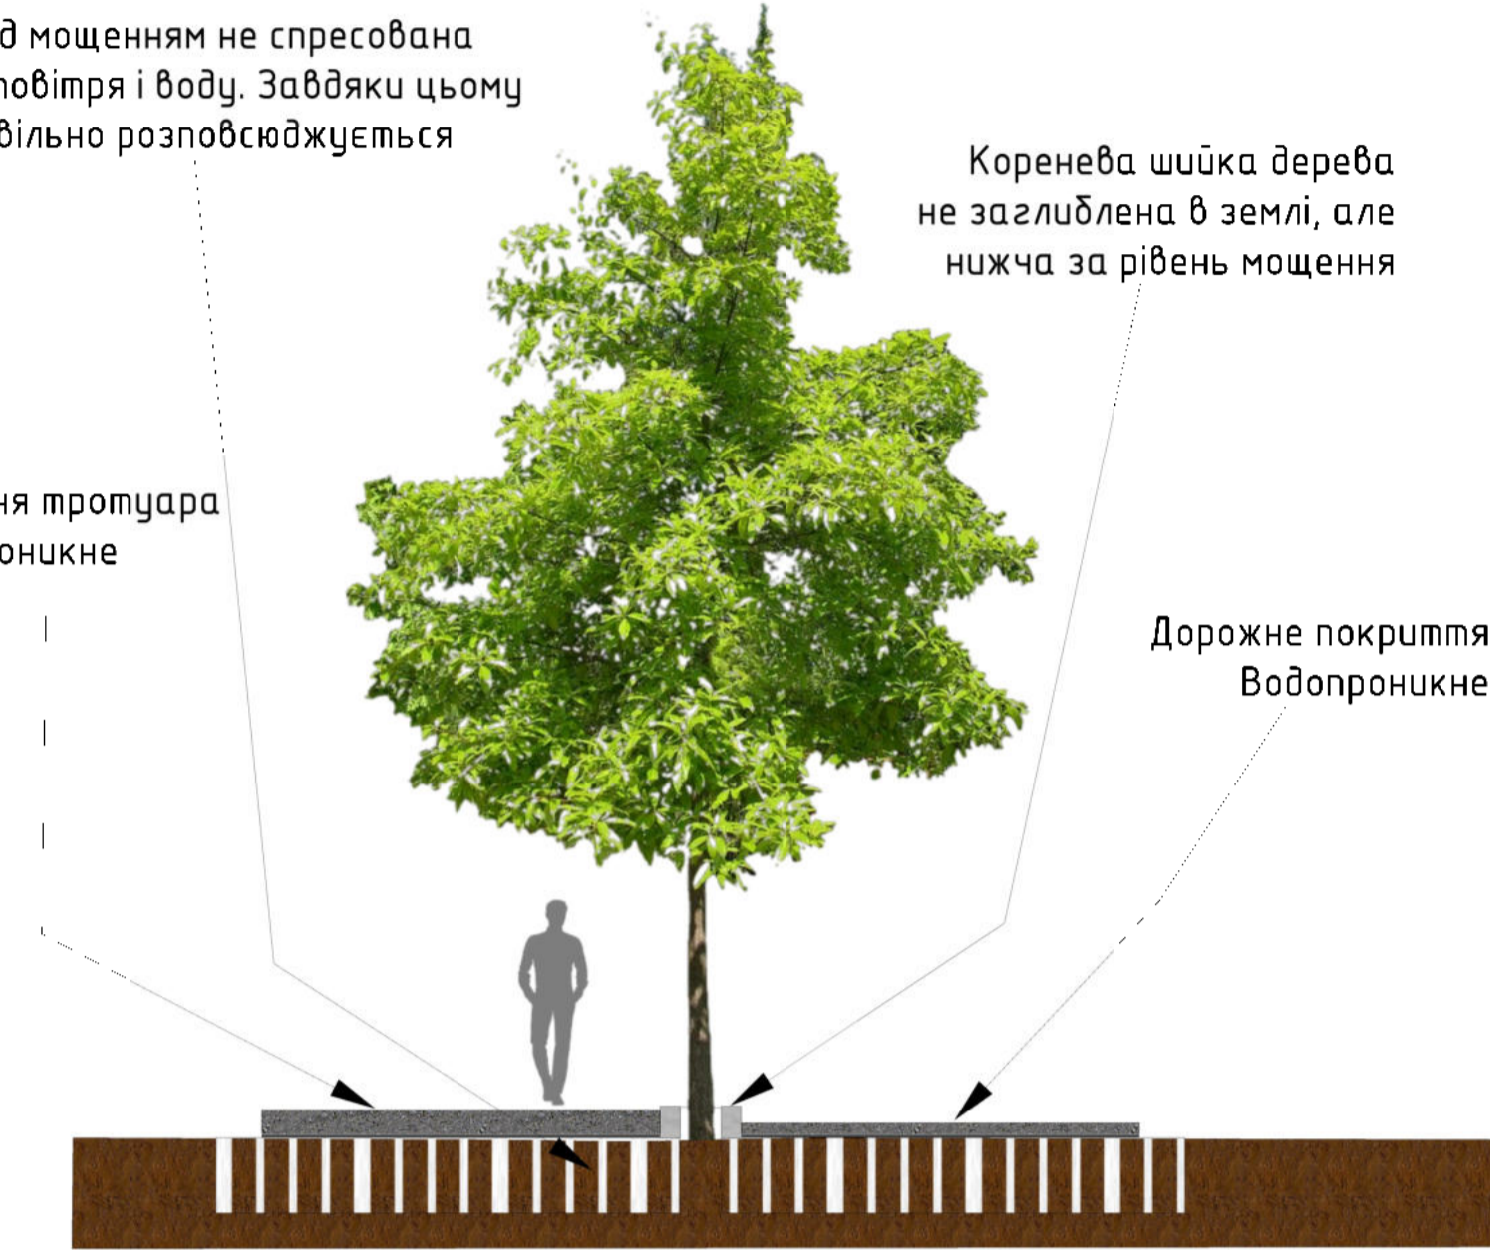 д мощенням не спресована
повітря і воду. Завдяки цьому
вільно розповсюджується
Коренева шийка дерева
не заглиблена в землі, але
нижча за рівень мощення
ня тротуара
оникне
Дорожне покриття
Водопроникне